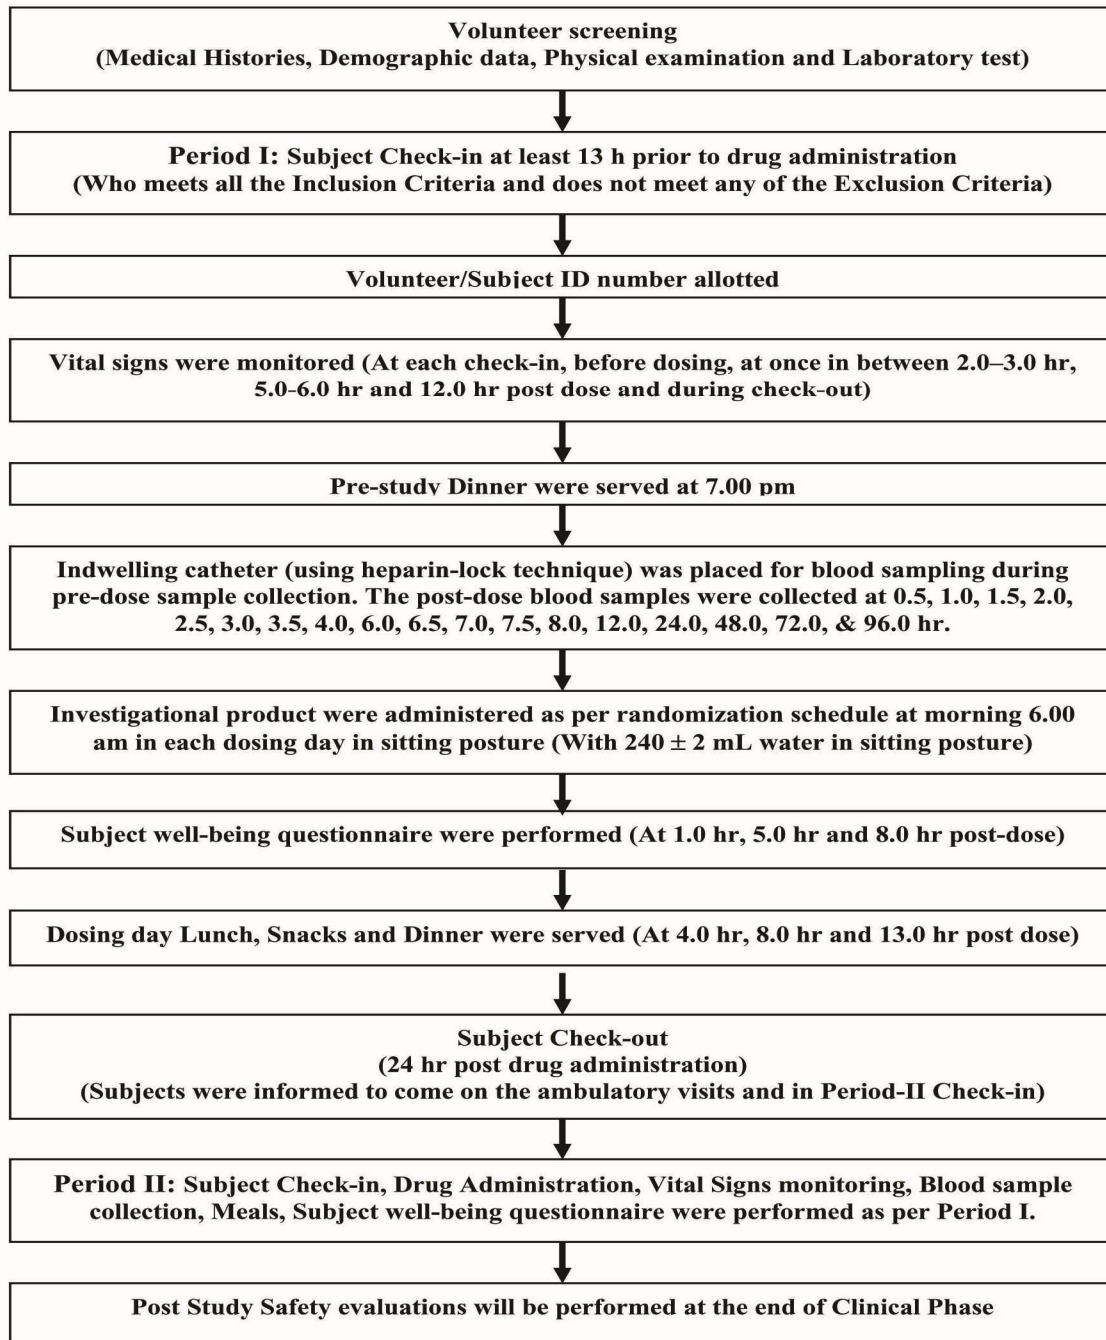 Volunteer screening
(Medical Histories, Demographic data, Physical examination and Laboratory test)
Period I: Subject Check-in at least 13 h prior to drug administration
(Who meets all the Inclusion Criteria and does not meet any of the Exclusion Criteria)
Volunteer/Subject ID number allotted
Vital signs were monitored (At each check-in, before dosing, at once in between 2.0–3.0 hr,
5.0-6.0 hr and 12.0 hr post dose and during check-out)
Pre-study Dinner were served at 7.00 pm
Indwelling catheter (using heparin-lock technique) was placed for blood sampling during
pre-dose sample collection. The post-dose blood samples were collected at 0.5, 1.0, 1.5, 2.0,
2.5, 3.0, 3.5, 4.0, 6.0, 6.5, 7.0, 7.5, 8.0, 12.0, 24.0, 48.0, 72.0, & 96.0 hr.
Investigational product were administered as per randomization schedule at morning 6.00
am in each dosing day in sitting posture (With 240 ± 2 mL water in sitting posture)
Subject well-being questionnaire were performed (At 1.0 hr, 5.0 hr and 8.0 hr post-dose)
Dosing day Lunch, Snacks and Dinner were served (At 4.0 hr, 8.0 hr and 13.0 hr post dose)
Subject Check-out
(24 hr post drug administration)
(Subjects were informed to come on the ambulatory visits and in Period-II Check-in)
Period II: Subject Check-in, Drug Administration, Vital Signs monitoring, Blood sample
collection, Meals, Subject well-being questionnaire were performed as per Period I.
Post Study Safety evaluations will be performed at the end of Clinical Phase